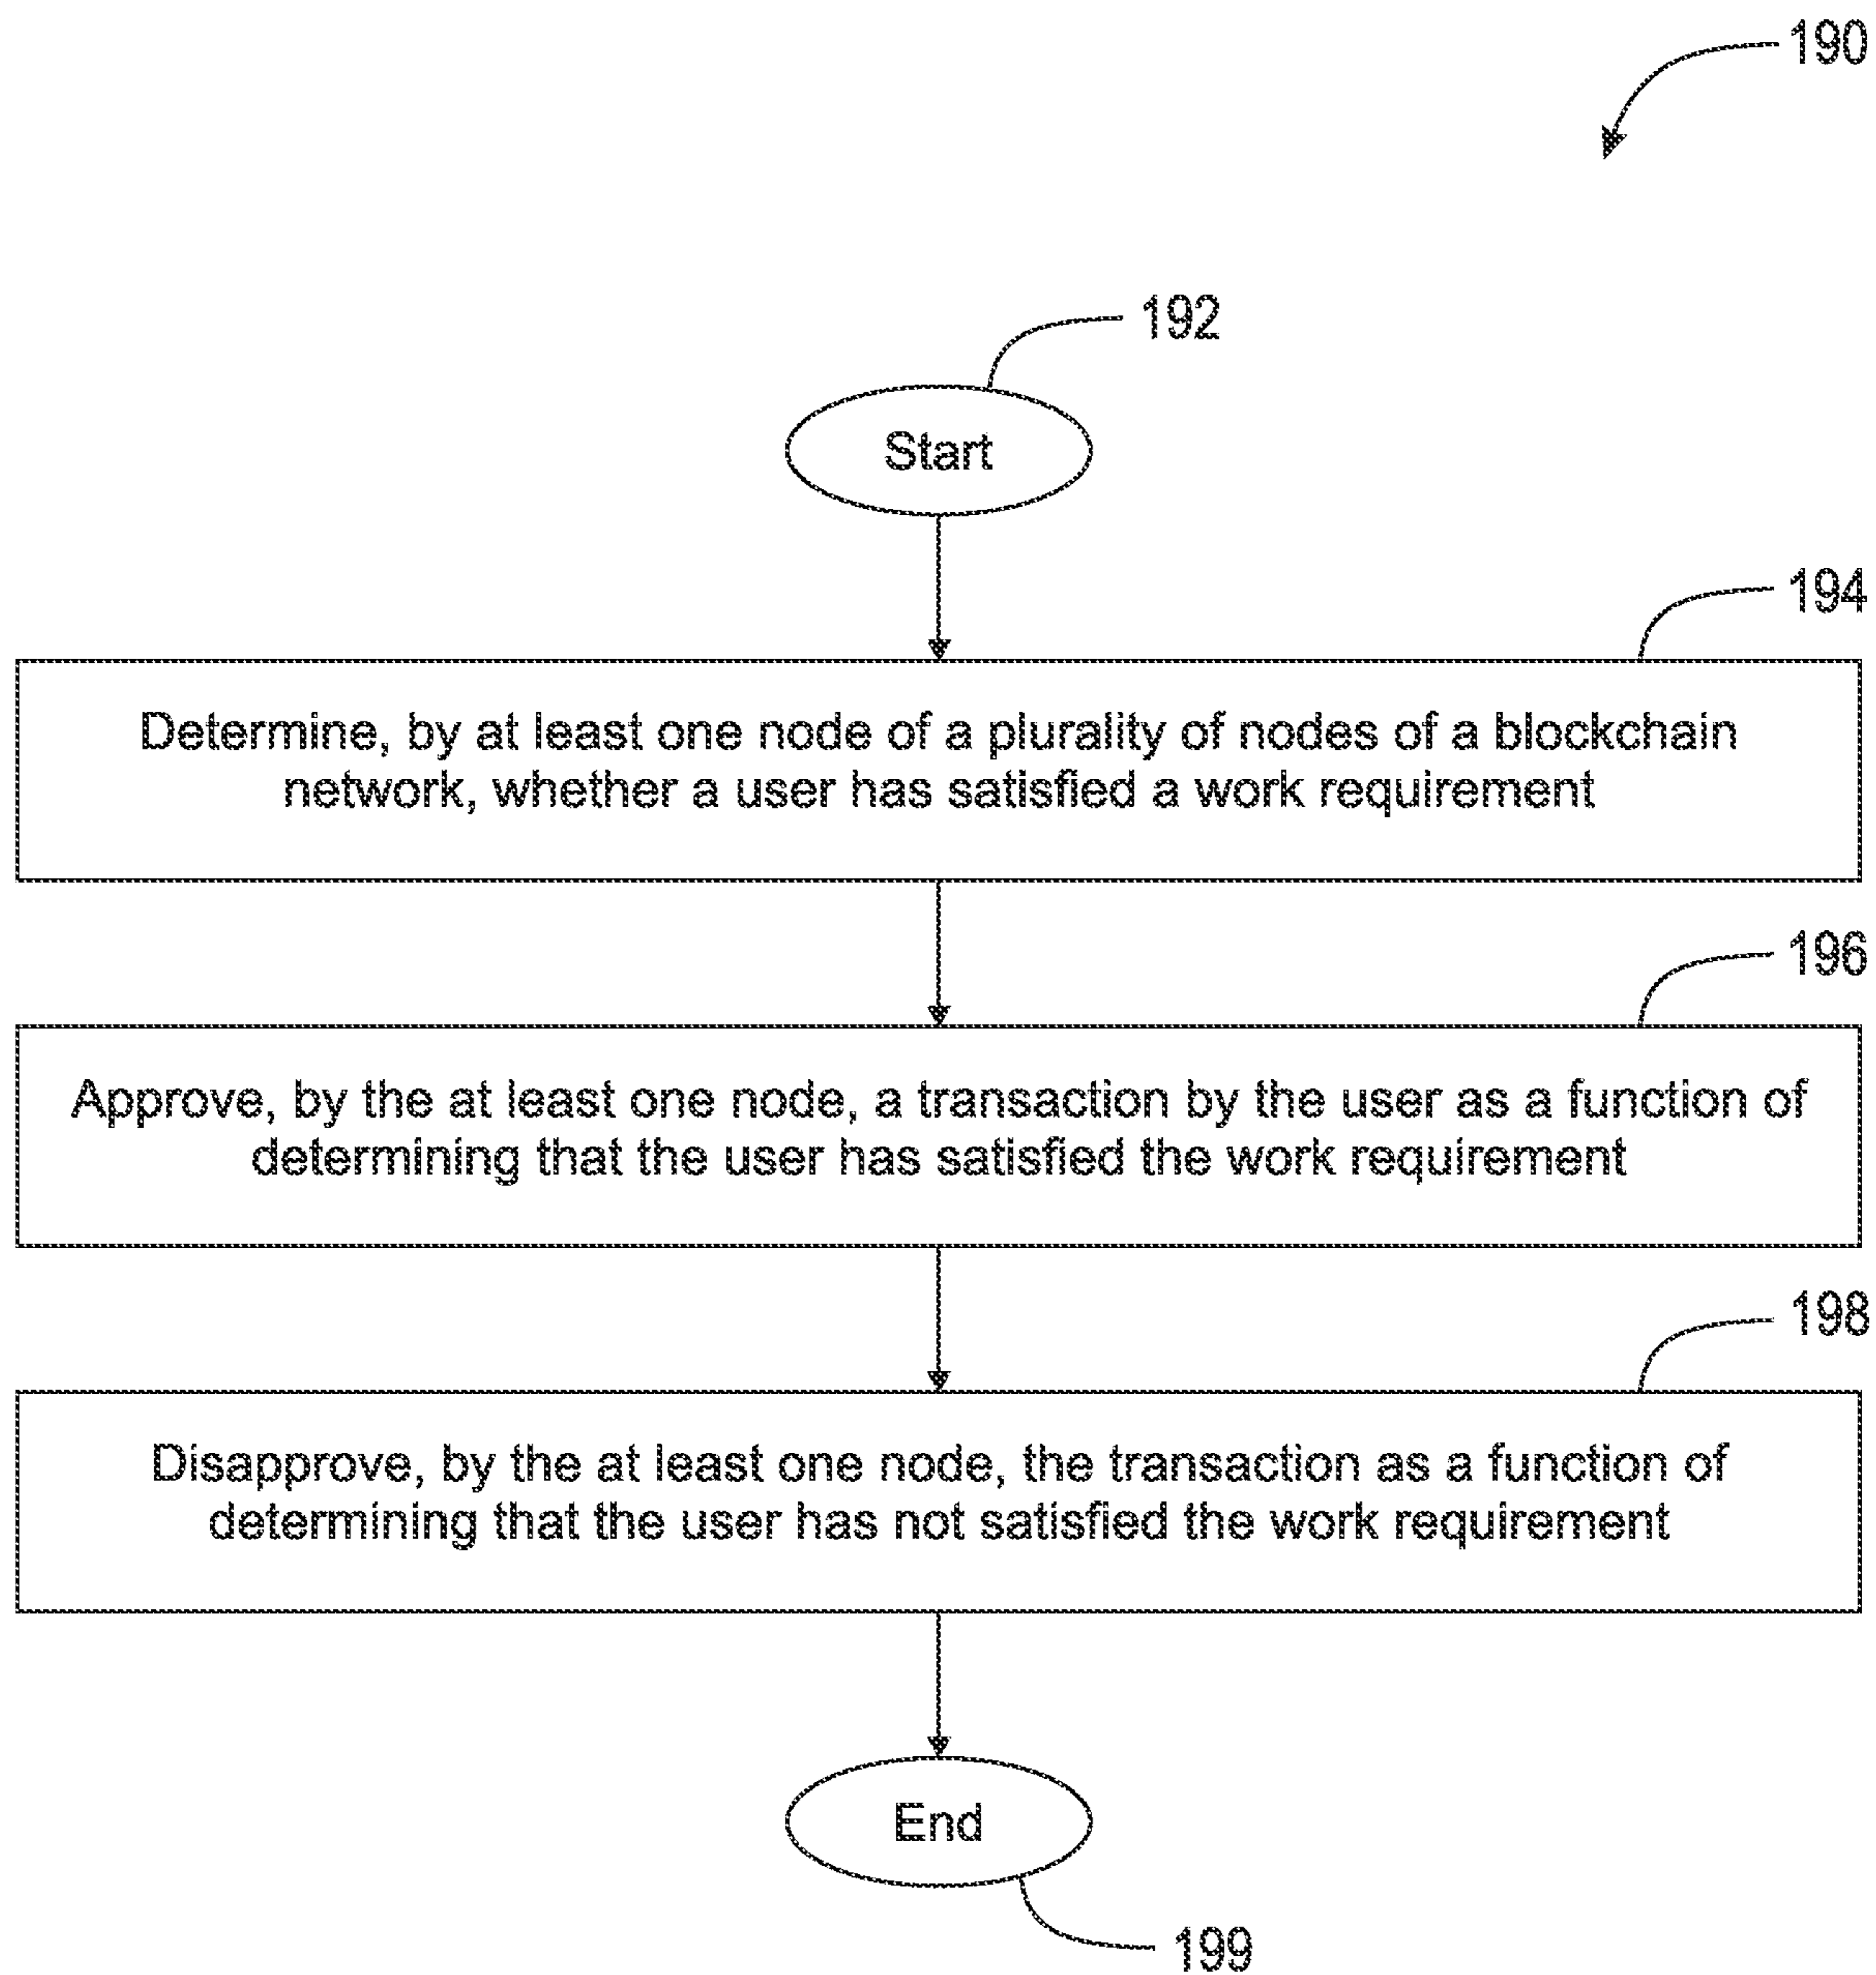 190
192
Start
194
Determine, by at least one node of a plurality of nodes of a blockchain
network, whether a user has satisfied a work requirement
196
Approve, by the at least one node, a transaction by the user as a function of
determining that the user has satisfied the work requirement
198
Disapprove, by the at least one node, the transaction as a function of
determining that the user has not satisfied the work requirement
End
199